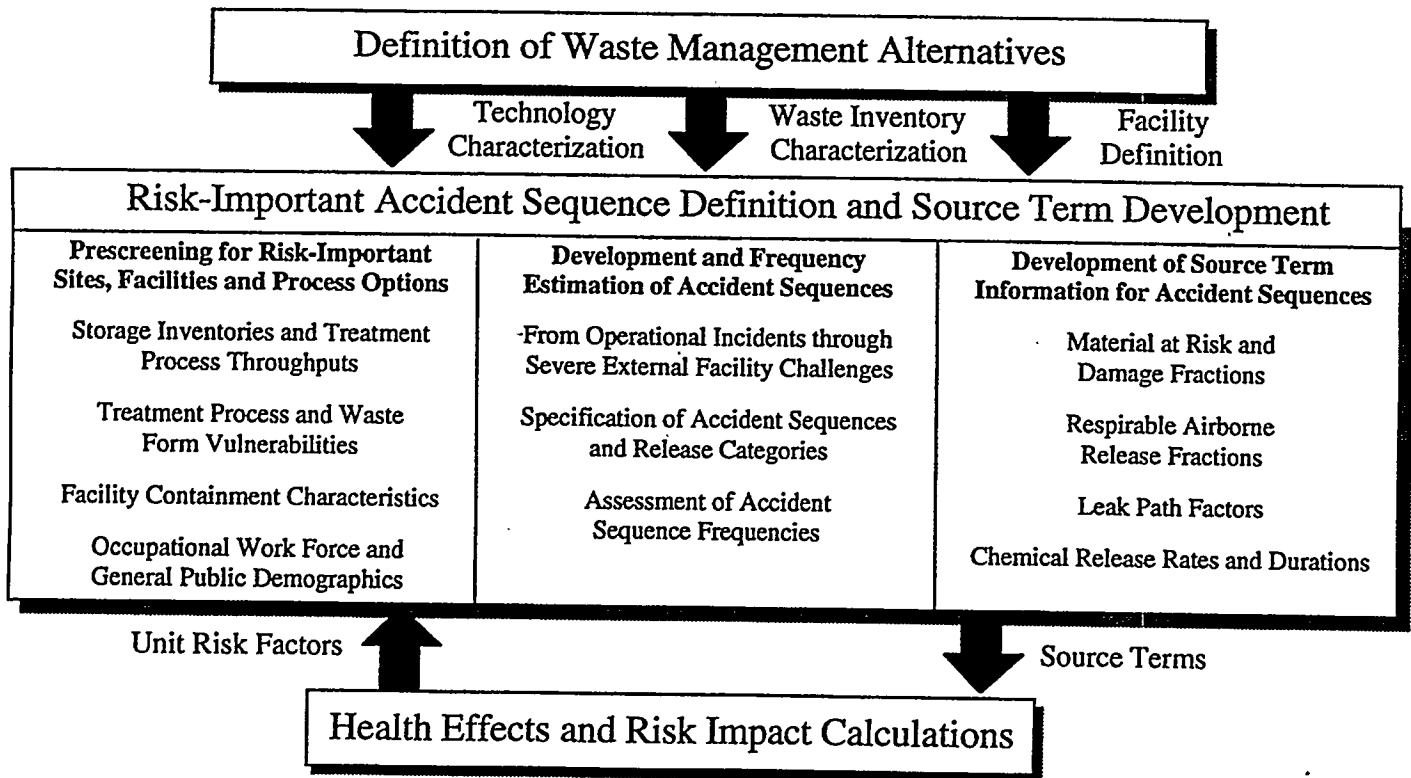 Definition of Waste Management Alternatives
Technology
Characterization
Waste Inventory
Characterization
Facility
Definition
Risk-Important Accident Sequence Definition and Source Term Development
Prescreening for Risk-Important
Sites, Facilities and Process Options
Storage Inventories and Treatment
Process Throughputs
Treatment Process and Waste
Form Vulnerabilities
Facility Containment Characteristics
Occupational Work Force and
General Public Demographics
Development and Frequency
Estimation of Accident Sequences
From Operational Incidents through
Severe External Facility Challenges
Specification of Accident Sequences
and Release Categories
Assessment of Accident
Sequence Frequencies
Development of Source Term
Information for Accident Sequences
Material at Risk and
Damage Fractions
Respirable Airborne
Release Fractions
Leak Path Factors
Chemical Release Rates and Durations
Unit Risk Factors
Source Terms
Health Effects and Risk Impact Calculations